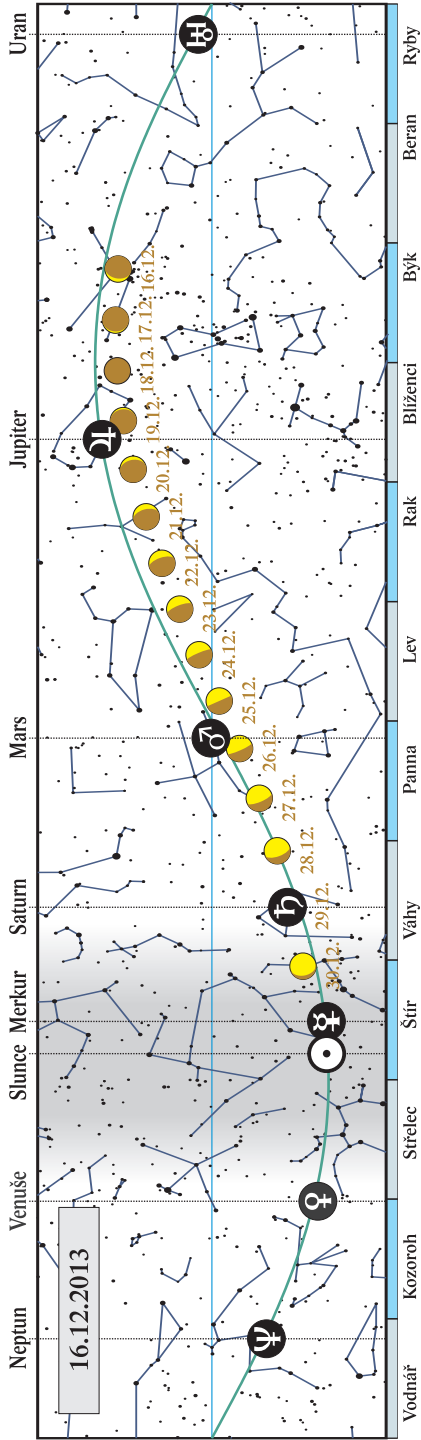 Neptun Venuše Slunce Merkur Saturn Mars Jupiter Uran
16.12.2013
30.12. 29.12. 28.12. 27.12. 26.12. 25.12. 24.12. 23.12. 22.12. 21.12. 20.12. 19.12. 18.12. 17.12. 16.12.
Vodnář Kozoroh Střelec Štír Váhy Panna Lev Rak Blíženci Býk Beran Ryby